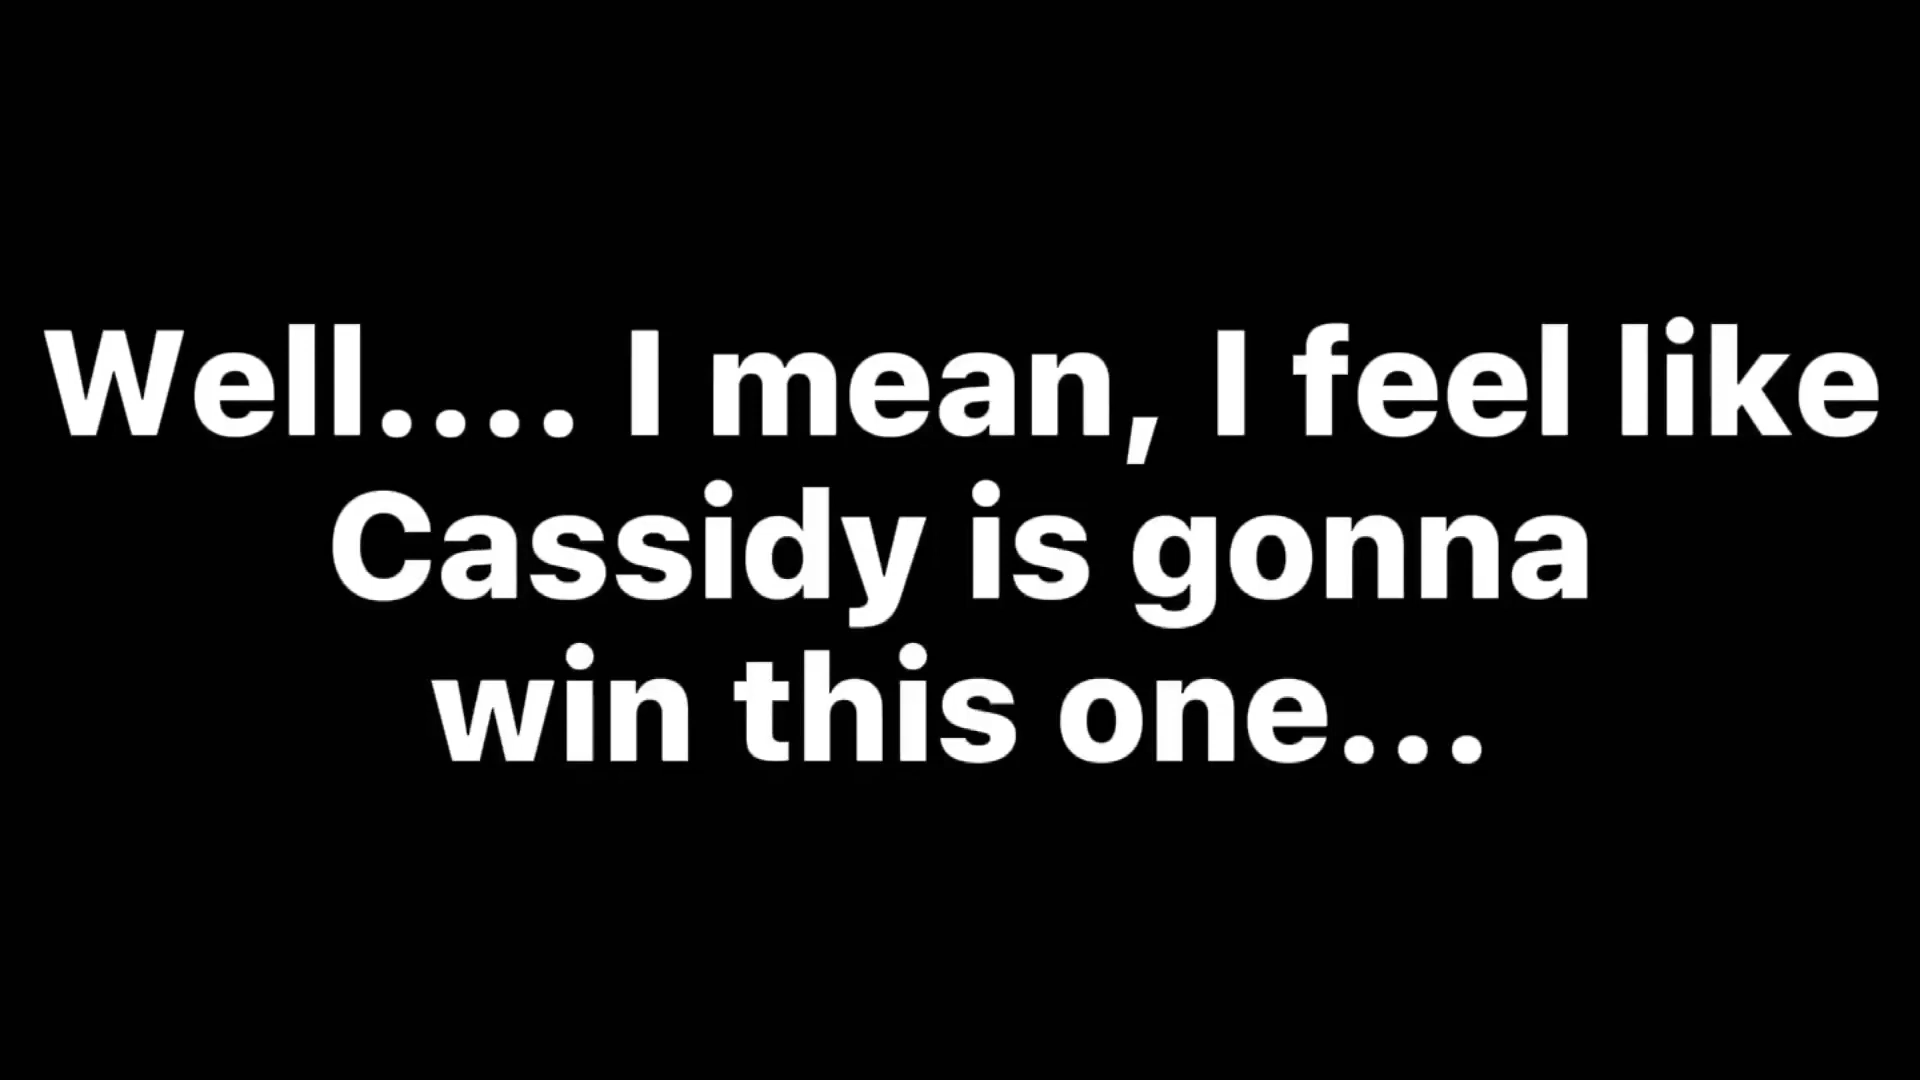 Well.... I mean, I feel like
Cassidy is gonna
win this one...